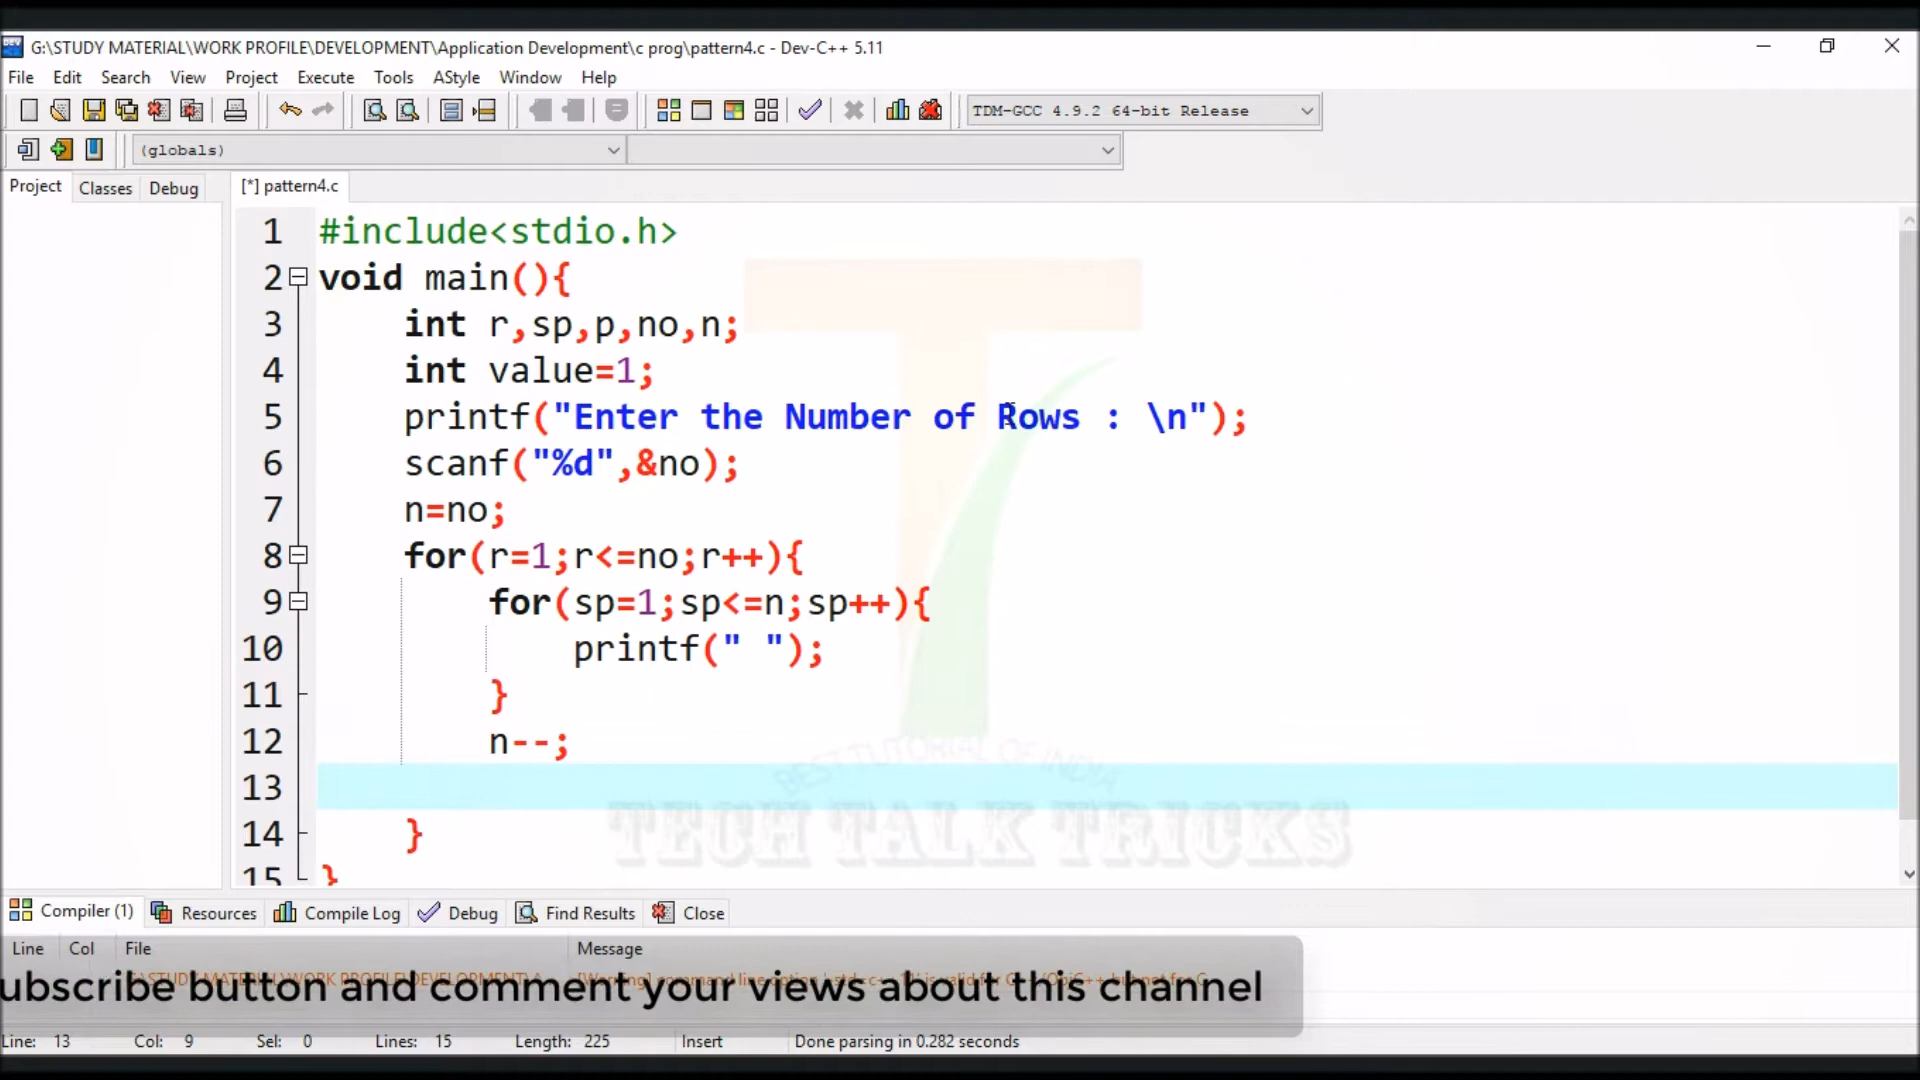 G:\STUDY MATERIAL\WORK PROFILE\DEVELOPMENT\Application Development\c prog\pattern4.c - Dev-C++ 5.11
File Edit Search View Project Execute Tools AStyle Window Help
TDM-GCC 4.9.2 64-bit Release
(globals)
Project Classes Debug
[*] pattern4.c
1 #include<stdio.h>
2 void main(){
3 int r,sp,p,no,n;
4 int value=1;
5 printf("Enter the Number of Rows : \n");
6 scanf("%d",&no);
7 n=no;
8 for(r=1;r<=no;r++){
9 for(sp=1;sp<=n;sp++){
10 printf(" ");
11 }
12 n--;
13
14 }
15 }
BEST TUTORIAL OF INDIA
TECH TALK TRICKS
Compiler (1) Resources Compile Log Debug Find Results Close
Line Col File Message
ubscribe button and comment your views about this channel
Line: 13 Col: 9 Sel: 0 Lines: 15 Length: 225 Insert Done parsing in 0.282 seconds